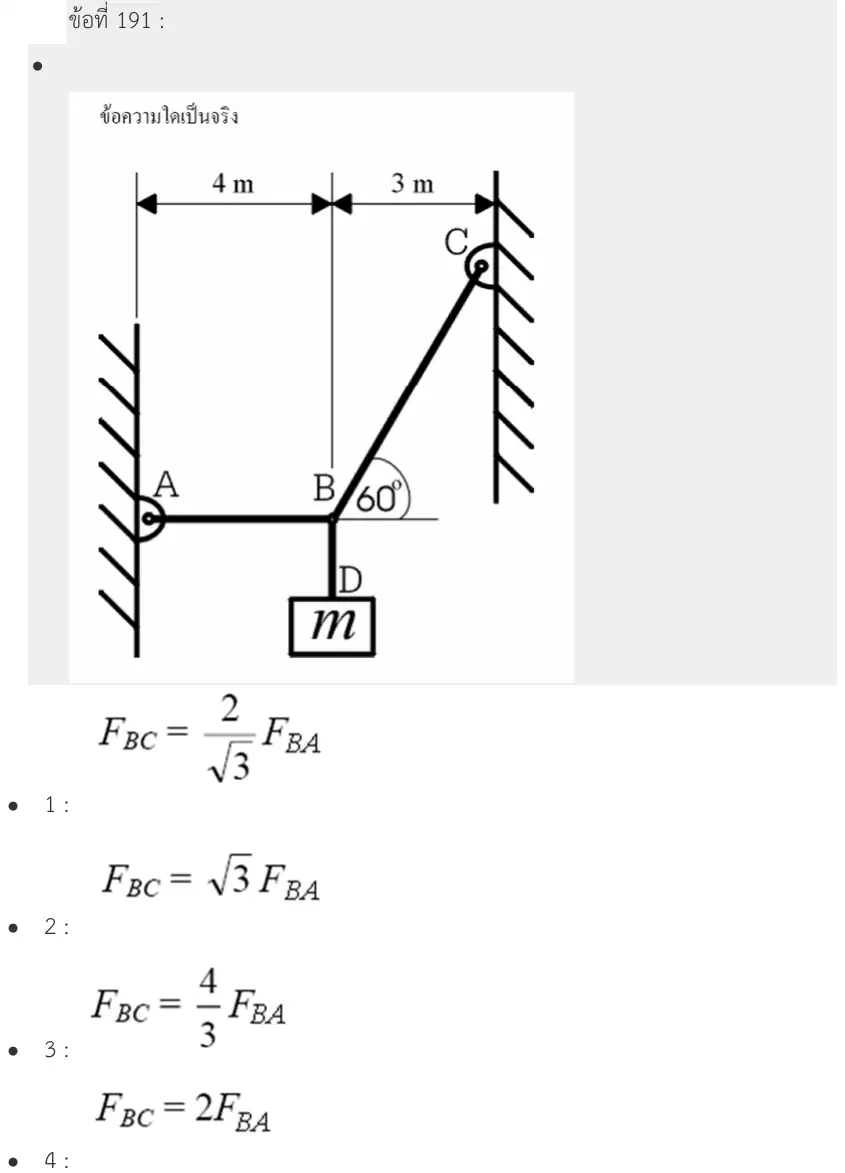 ข้อที่ 191 :
ข้อความใดเป็นจริง
4 m 3 m
C
A B 60°
D
m
F_BC = 2/√3 F_BA
1 :
F_BC = √3 F_BA
2 :
F_BC = 4/3 F_BA
3 :
F_BC = 2F_BA
4 :